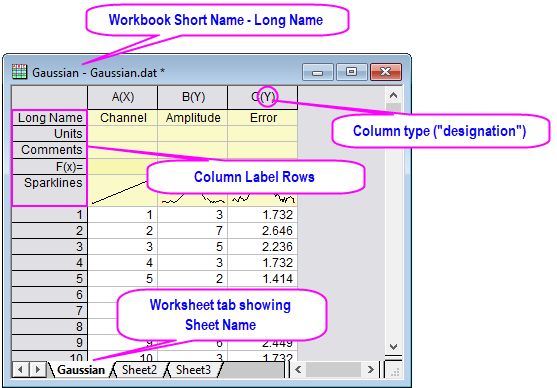 Workbook Short Name - Long Name
Gaussian - Gaussian.dat *
A(X) B(Y) C(Y)
Column type ("designation")
Long Name Channel Amplitude Error
Units
Comments
F(x)=
Column Label Rows
Sparklines
1 1 3 1.732
2 2 7 2.646
3 3 5 2.236
4 4 3 1.732
5 5 2 1.414
6
7
8
Worksheet tab showing
Sheet Name
9 9 6 2.449
10 10 3 1.732
Gaussian Sheet2 Sheet3